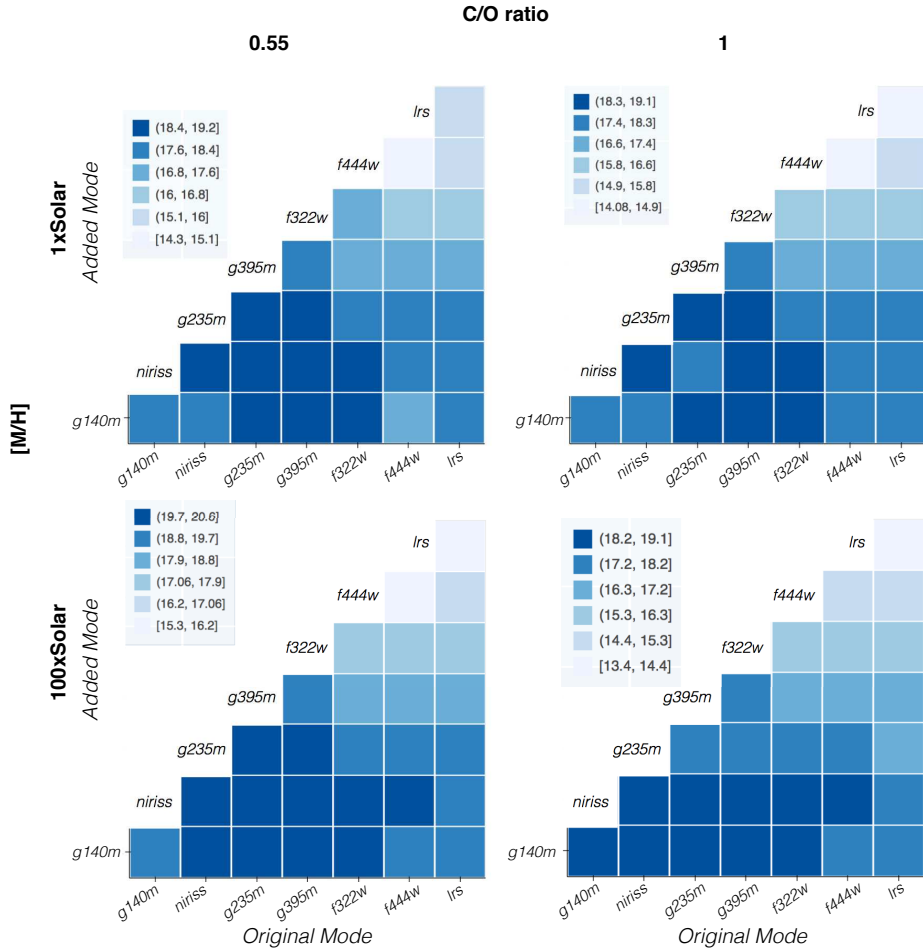 C/O ratio
0.55
1
1xSolar
Added Mode
(18.4, 19.2]
(17.6, 18.4]
(16.8, 17.6]
(16, 16.8]
(15.1, 16]
[14.3, 15.1]
lrs
f444w
f322w
g395m
g235m
niriss
g140m
g140m
niriss
g235m
g395m
f322w
f444w
lrs
(18.3, 19.1]
(17.4, 18.3]
(16.6, 17.4]
(15.8, 16.6]
(14.9, 15.8]
[14.08, 14.9]
lrs
f444w
f322w
g395m
g235m
niriss
g140m
g140m
niriss
g235m
g395m
f322w
f444w
lrs
[M/H]
100xSolar
Added Mode
(19.7, 20.6]
(18.8, 19.7]
(17.9, 18.8]
(17.06, 17.9]
(16.2, 17.06]
[15.3, 16.2]
lrs
f444w
f322w
g395m
g235m
niriss
g140m
g140m
niriss
g235m
g395m
f322w
f444w
lrs
Original Mode
(18.2, 19.1]
(17.2, 18.2]
(16.3, 17.2]
(15.3, 16.3]
(14.4, 15.3]
[13.4, 14.4]
lrs
f444w
f322w
g395m
g235m
niriss
g140m
g140m
niriss
g235m
g395m
f322w
f444w
lrs
Original Mode